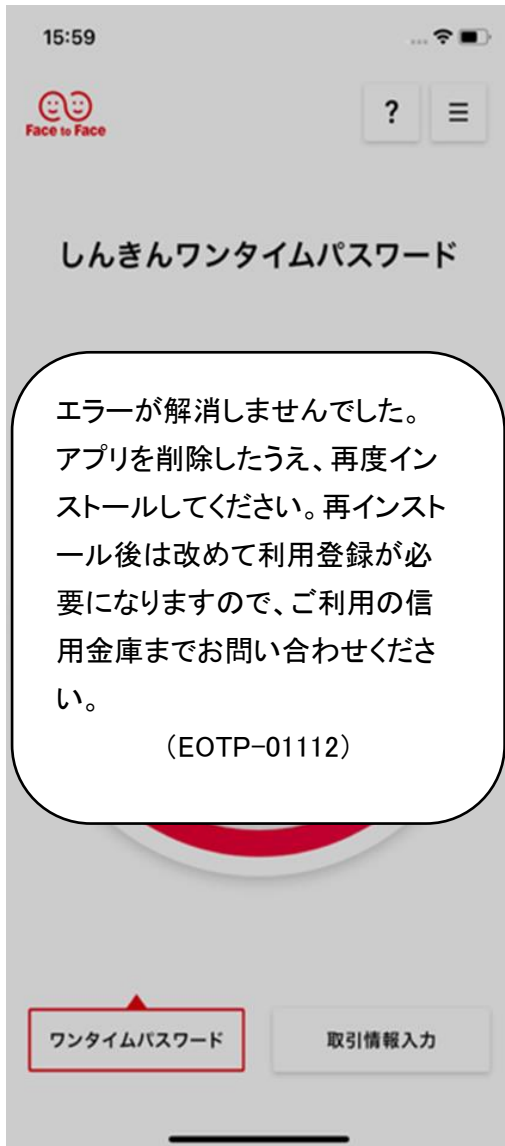 15:59
Face to Face
?
しんきんワンタイムパスワード
エラーが解消しませんでした。
アプリを削除したうえ、再度イン
ストールしてください。再インスト
ール後は改めて利用登録が必
要になりますので、ご利用の信
用金庫までお問い合わせくださ
い。
（EOTP-01112）
ワンタイムパスワード
取引情報入力